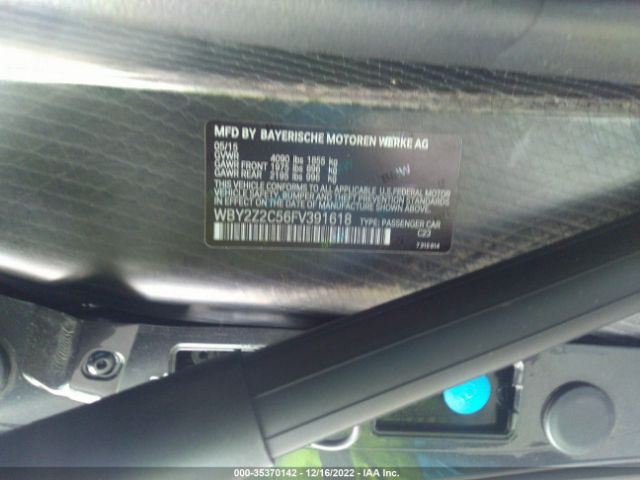 MFD BY BAYERISCHE MOTOREN WERKE AG
05/15
GVWR 4090 lbs 1855 kg
GAWR FRONT lbs kg
GAWR REAR lbs kg
THIS VEHICLE CONFORMS TO ALL APPLICABLE U.S. FEDERAL MOTOR
VEHICLE SAFETY, BUMPER AND THEFT PREVENTION STANDARDS
IN EFFECT ON THE DATE OF MANUFACTURE SHOWN ABOVE.
WBY2Z2C56FV391618 TYPE: PASSENGER CAR
C23
000-35370142 - 12/16/2022 - IAA Inc.